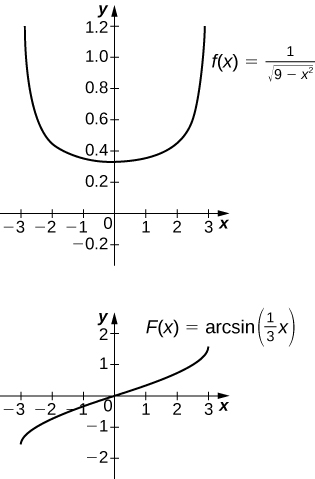 y
1.2
f(x) = 1/√(9 − x²)
1.0
0.8
0.6
0.4
0.2
−3 −2 −1 0 1 2 3 x
−0.2
y
F(x) = arcsin(1/3 x)
2
1
−3 −2 −1 0 1 2 3 x
−1
−2